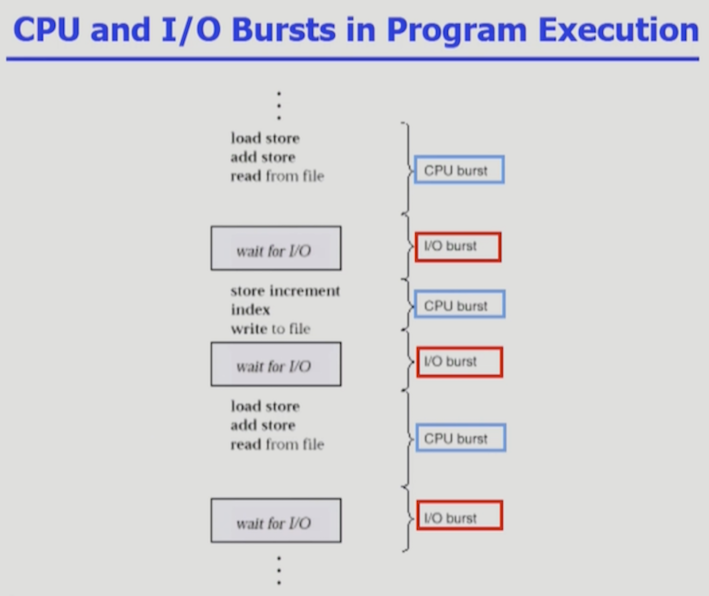 CPU and I/O Bursts in Program Execution
load store
add store
read from file
CPU burst
wait for I/O
I/O burst
store increment
index
write to file
CPU burst
wait for I/O
I/O burst
load store
add store
read from file
CPU burst
wait for I/O
I/O burst